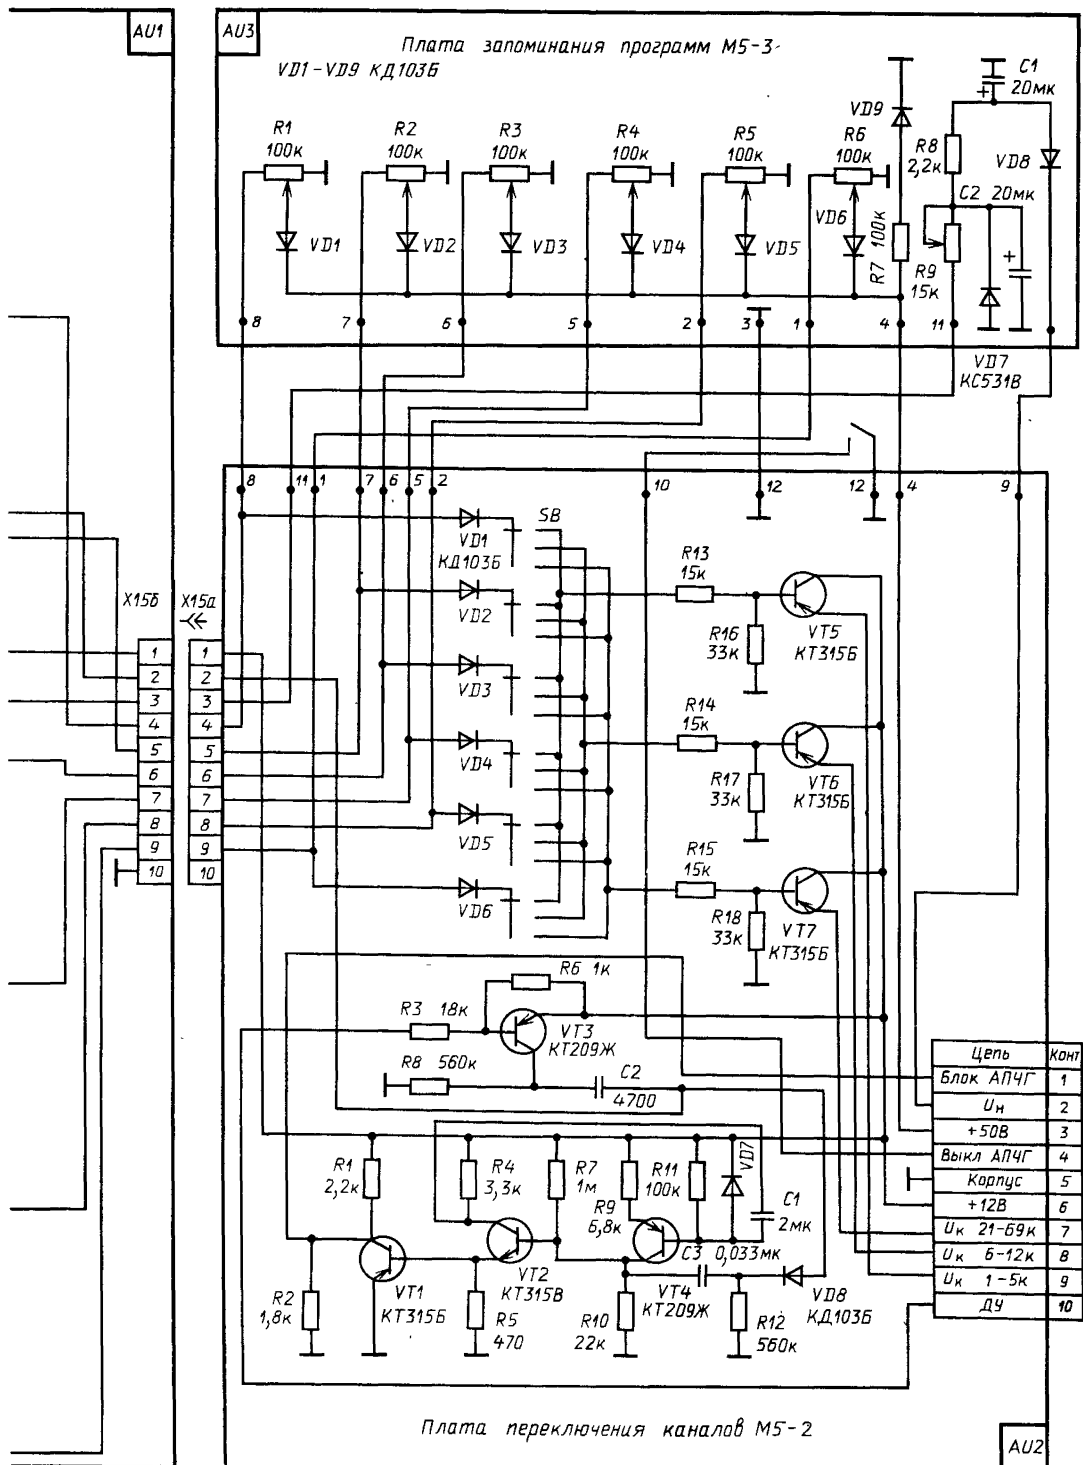 AU1
AU3
Плата запоминания программ М5-3
VD1-VD9 КД103Б
C1
20мк
VD9
R1
100к
R2
100к
R3
100к
R4
100к
R5
100к
R6
100к
R8
2,2к
VD8
C2 20мк
VD1
VD2
VD3
VD4
VD5
VD6
R7 100к
R9
15к
8
7
6
5
2
3
1
4
11
VD7
КС531В
8
11
1
7
6
5
2
10
12
12
4
9
VD1
КД103Б
SB
R13
15к
X15б
X15а
VD2
R16
33к
VT5
КТ315Б
1
2
3
4
5
6
7
8
9
10
1
2
3
4
5
6
7
8
9
10
VD3
R14
15к
VD4
R17
33к
VT6
КТ315Б
VD5
R15
15к
VD6
R18
33к
VT7
КТ315Б
R6 1к
R3 18к
VT3
КТ209Ж
R8 560к
C2
4700
Цепь Конт
Блок АПЧГ 1
Uн 2
+50В 3
Выкл АПЧГ 4
Корпус 5
+12В 6
Uк 21-69к 7
Uк 6-12к 8
Uк 1-5к 9
ДУ 10
R1
2,2к
R4
3,3к
R7
1м
R11
100к
VD7
R9
6,8к
C1
2мк
C3
0,033мк
VT1
КТ315Б
VT2
КТ315В
VT4
КТ209Ж
VD8
КД103Б
R2
1,8к
R5
470
R10
22к
R12
560к
Плата переключения каналов М5-2
AU2